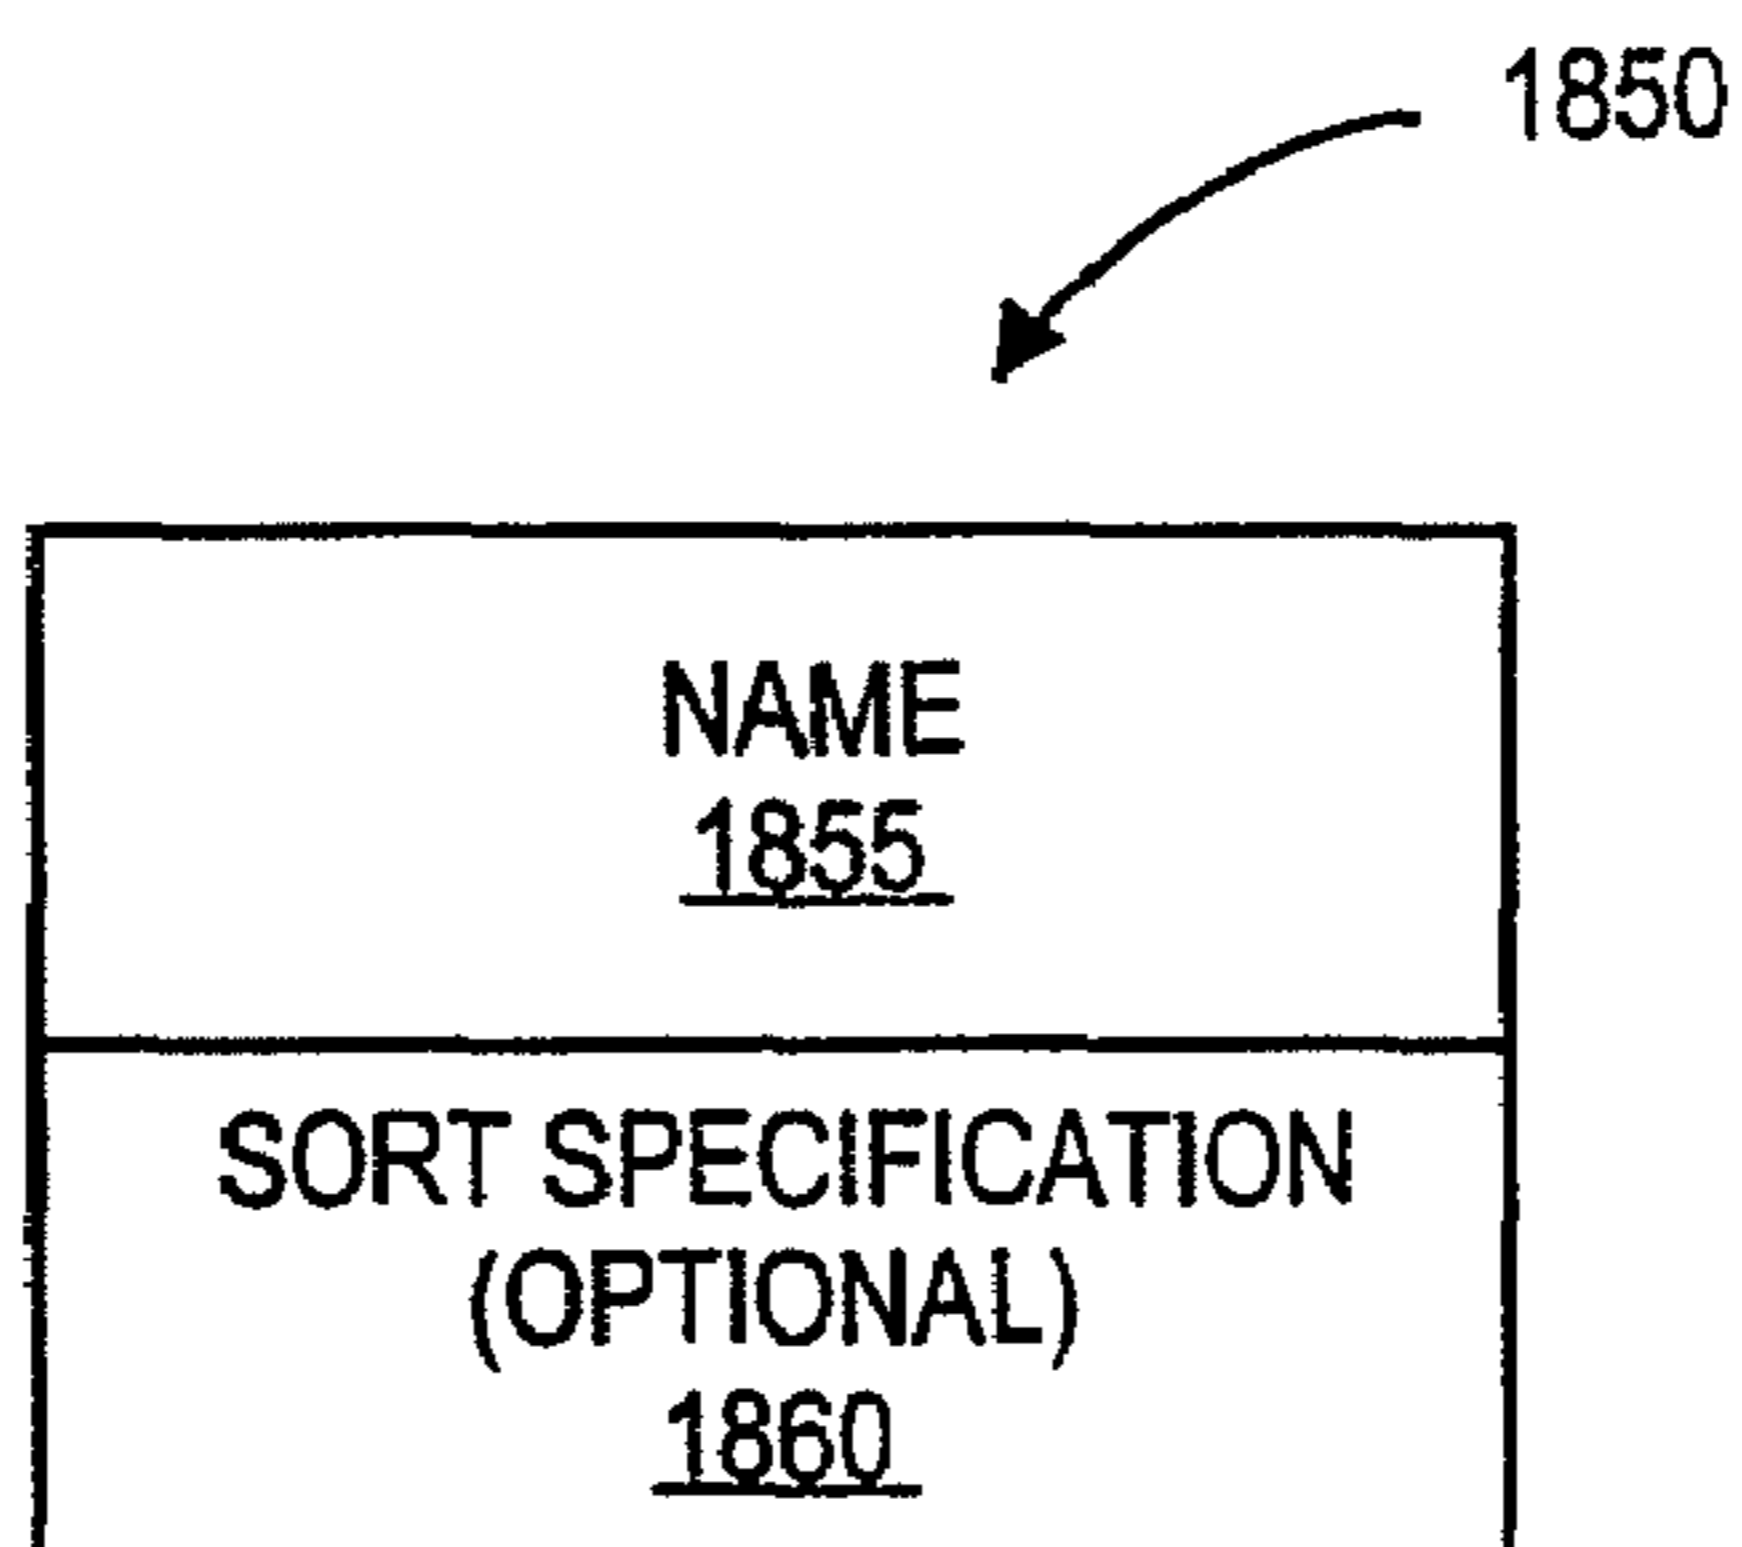 1850
NAME
1855
SORT SPECIFICATION
(OPTIONAL)
1860